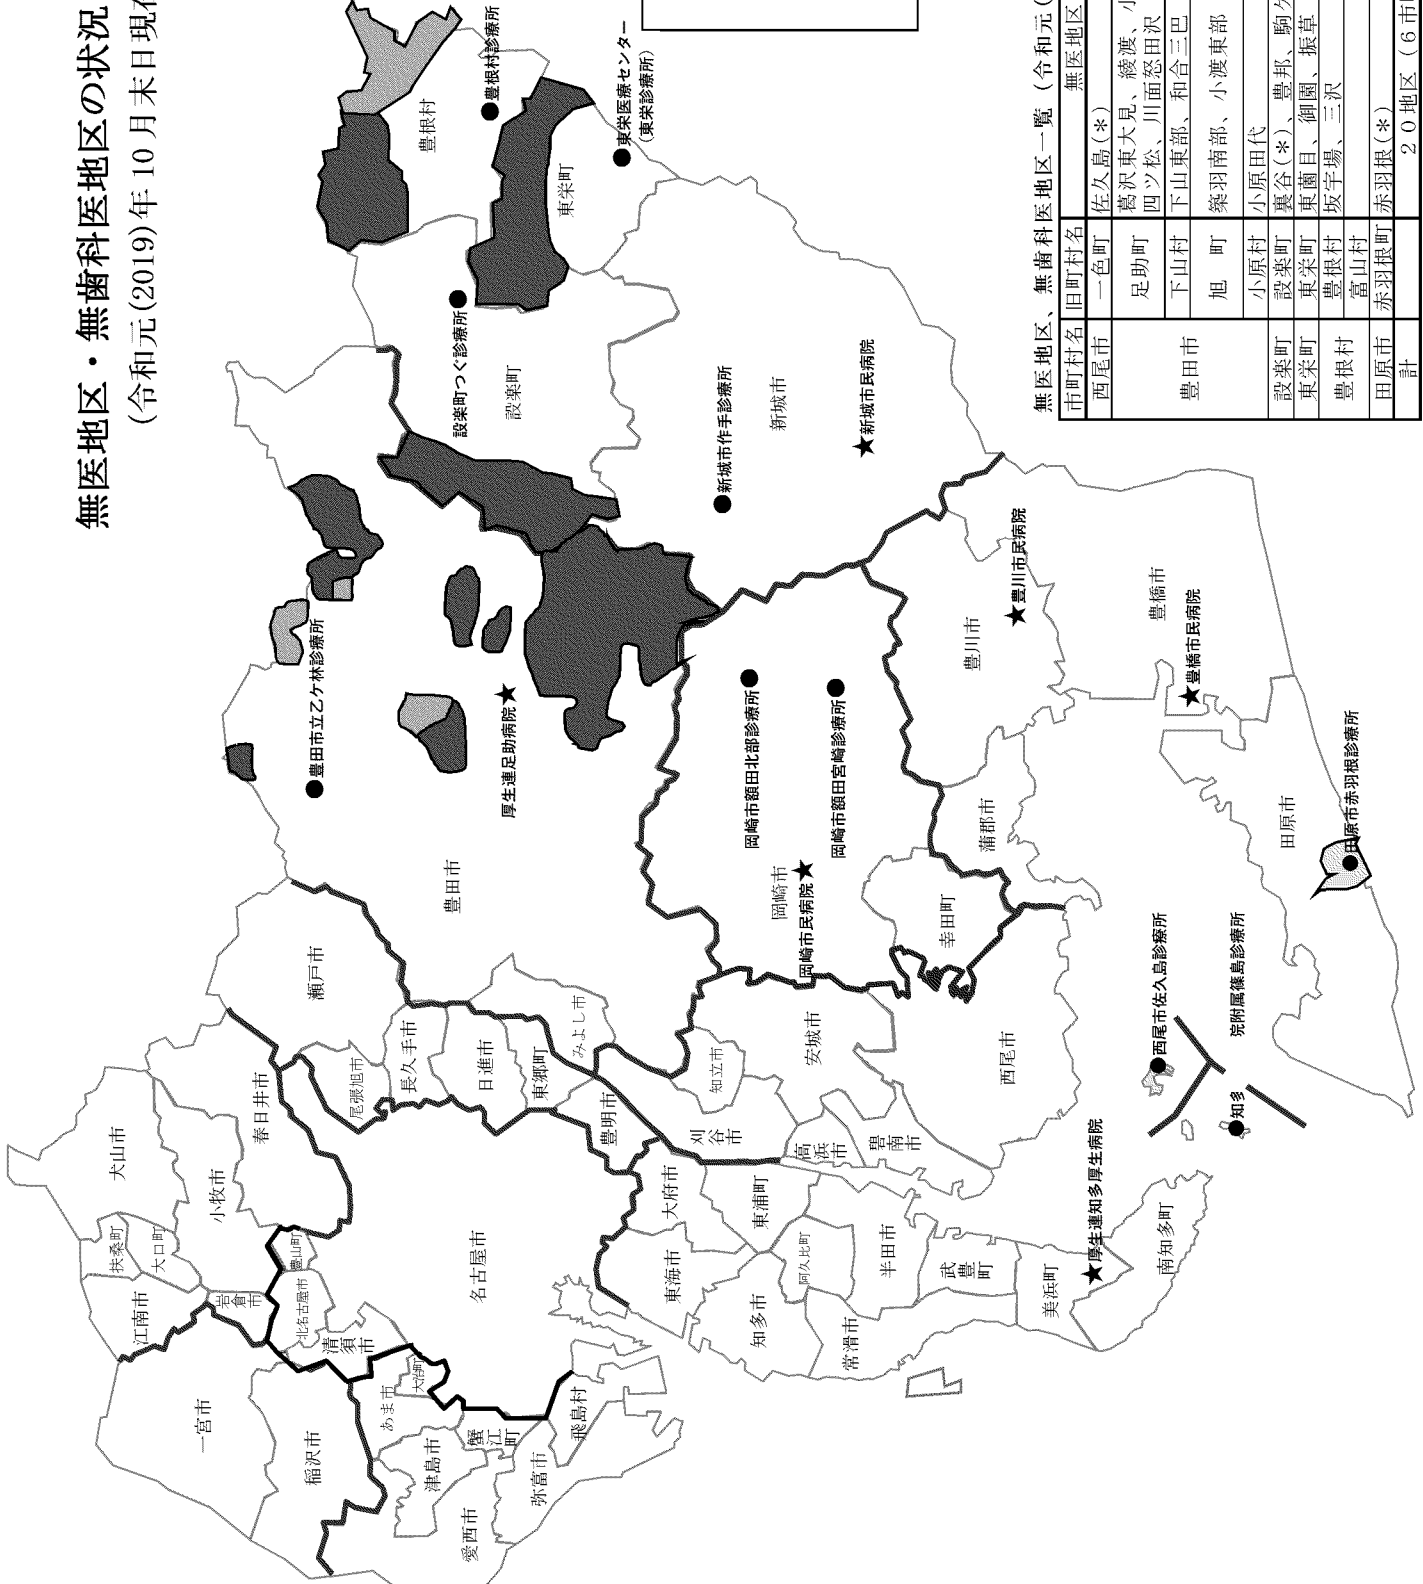 無医地区・無歯科医地区の状況
(令和元(2019)年10月末日現在
豊根村
豊根村診療所
東栄町
東栄医療センター
(東栄診療所)
設楽町つぐ診療所
設楽町
新城市作手診療所
新城市
新城市民病院
豊川市民病院
豊川市
豊橋市
豊橋市民病院
豊田市立乙ケ林診療所
厚生連足助病院
豊田市
岡崎市額田北部診療所
岡崎市額田宮崎診療所
岡崎市
岡崎市民病院
蒲郡市
幸田町
田原市
田原市赤羽根診療所
瀬戸市
尾張旭市
長久手市
日進市
東郷町
みよし市
豊明市
刈谷市
知立市
安城市
高浜市
碧南市
西尾市
西尾市佐久島診療所
院附属篠島診療所
知多
犬山市
春日井市
小牧市
扶桑町
大口町
江南市
岩倉市
豊山町
北名古屋市
清須市
名古屋市
一宮市
稲沢市
あま市
大治町
津島市
蟹江町
愛西市
弥富市
飛島村
大府市
東海市
東浦町
阿久比町
知多市
半田市
常滑市
武豊町
美浜町
厚生連知多厚生病院
南知多町
無医地区、無歯科医地区一覧(令和元(
市町村名 旧町村名 無医地区
西尾市 一色町 佐久島(*)
豊田市 足助町 葛沢東大見、綾渡、小
四ツ松、川面怒田沢
下山村 下山東部、和合三巴
旭 町 築羽南部、小渡東部
小原村 小原田代
設楽町 設楽町 裏谷(*)、豊邦、駒ケ
東栄町 東栄町 東薗目、御園、振草
豊根村 豊根村 坂宇場、三沢
富山村
田原市 赤羽根町 赤羽根(*)
計 20地区(6市町